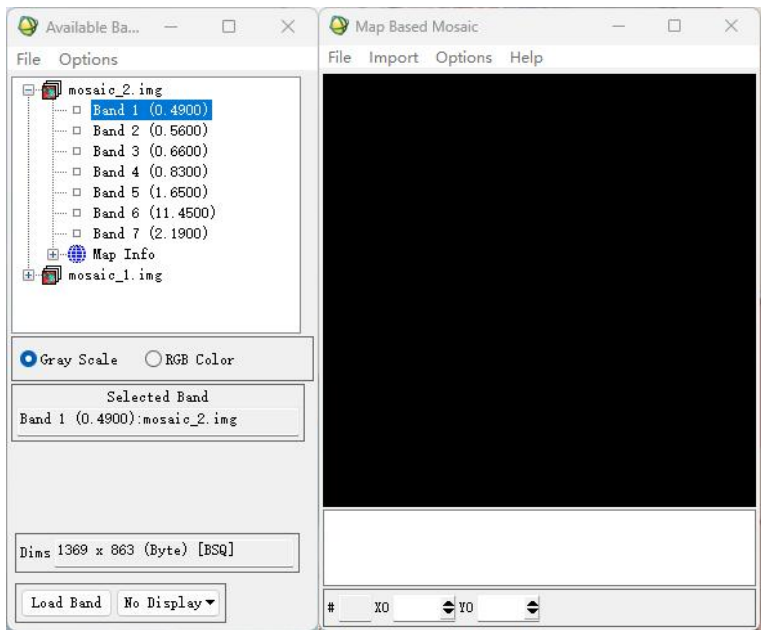 Available Ba...
File Options
mosaic_2.img
Band 1 (0.4900)
Band 2 (0.5600)
Band 3 (0.6600)
Band 4 (0.8300)
Band 5 (1.6500)
Band 6 (11.4500)
Band 7 (2.1900)
Map Info
mosaic_1.img
Gray Scale RGB Color
Selected Band
Band 1 (0.4900):mosaic_2.img
Dims 1369 x 863 (Byte) [BSQ]
Load Band No Display
Map Based Mosaic
File Import Options Help
# X0 Y0